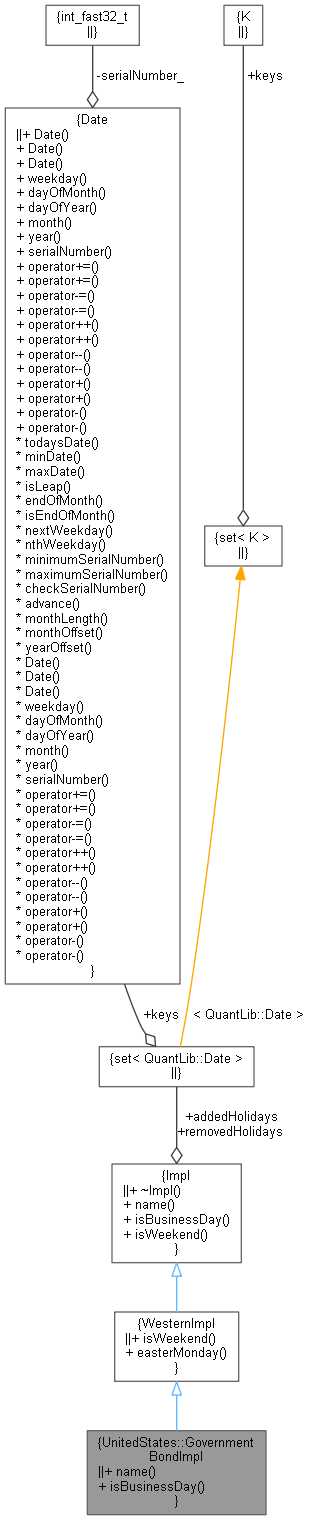 {int_fast32_t
||}
{K
||}
-serialNumber_
+keys
{Date
||+ Date()
+ Date()
+ Date()
+ weekday()
+ dayOfMonth()
+ dayOfYear()
+ month()
+ year()
+ serialNumber()
+ operator+=()
+ operator+=()
+ operator-=()
+ operator-=()
+ operator++()
+ operator++()
+ operator--()
+ operator--()
+ operator+()
+ operator+()
+ operator-()
+ operator-()
* todaysDate()
* minDate()
* maxDate()
* isLeap()
* endOfMonth()
* isEndOfMonth()
* nextWeekday()
* nthWeekday()
* minimumSerialNumber()
* maximumSerialNumber()
* checkSerialNumber()
* advance()
* monthLength()
* monthOffset()
* yearOffset()
* Date()
* Date()
* Date()
* weekday()
* dayOfMonth()
* dayOfYear()
* month()
* year()
* serialNumber()
* operator+=()
* operator+=()
* operator-=()
* operator-=()
* operator++()
* operator++()
* operator--()
* operator--()
* operator+()
* operator+()
* operator-()
* operator-()
}
{set< K >
||}
+keys
< QuantLib::Date >
{set< QuantLib::Date >
||}
+addedHolidays
+removedHolidays
{Impl
||+ ~Impl()
+ name()
+ isBusinessDay()
+ isWeekend()
}
{WesternImpl
||+ isWeekend()
+ easterMonday()
}
{UnitedStates::Government
BondImpl
||+ name()
+ isBusinessDay()
}